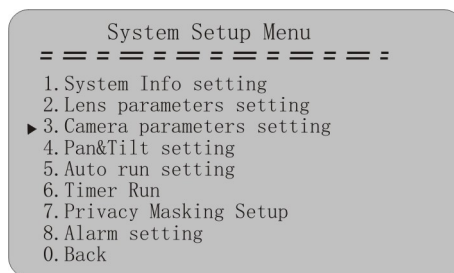 System Setup Menu
1. System Info setting
2. Lens parameters setting
3. Camera parameters setting
4. Pan&Tilt setting
5. Auto run setting
6. Timer Run
7. Privacy Masking Setup
8. Alarm setting
0. Back